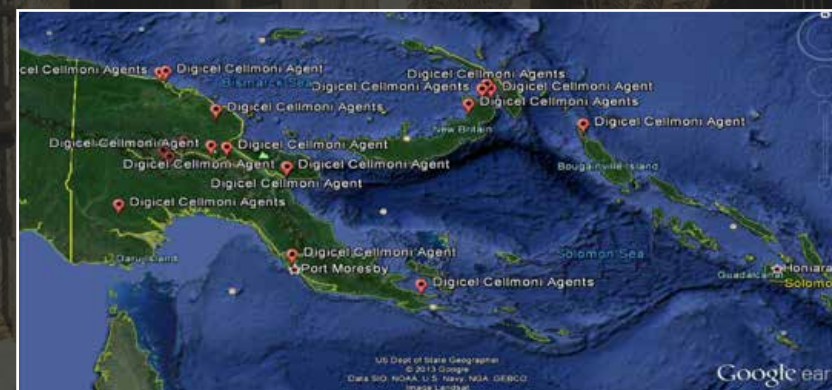 cel Cellmoni Agents
Digicel Cellmoni Agent
Bismarck Sea
Digicel Cellmoni Agents
Digicel Cellmoni Agents
Digicel Cellmoni Agent
Digicel Cellmoni Agents
Digicel Cellmoni Agents
Digicel Cellmoni Agent
New Britain
Digicel Cellmoni Agent
Digicel Cellmoni Agent
Digicel Cellmoni Agent
Digicel Cellmoni Agent
Digicel Cellmoni Agent
Bougainville Island
Digicel Cellmoni Agents
Daru Island
Digicel Cellmoni Agent
Port Moresby
Solomon Sea
Guadalcanal
Honiara
Solomo
Digicel Cellmoni Agents
US Dept of State Geographer
© 2013 Google
Data SIO, NOAA, U.S. Navy, NGA, GEBCO
Image Landsat
Google ear